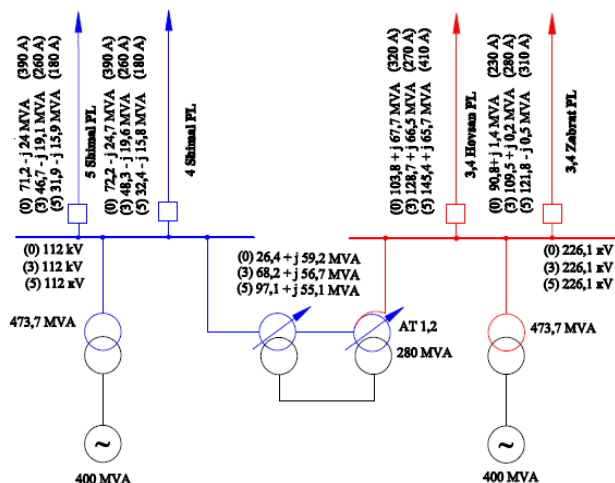 5 Shimal PL
(0) 71,2 - j 24 MVA (390 A)
(3) 46,7 - j 19,1 MVA (260 A)
(5) 31,9 - j 15,9 MVA (180 A)
4 Shimal PL
(0) 72,2 - j 24,7 MVA (390 A)
(3) 48,3 - j 19,6 MVA (260 A)
(5) 32,4 - j 15,8 MVA (180 A)
3,4 Hovsan PL
(0) 103,8 + j 67,7 MVA (320 A)
(3) 128,7 + j 66,5 MVA (270 A)
(5) 145,4 + j 65,7 MVA (410 A)
3,4 Zabrat PL
(0) 90,8+ j 1,4 MVA (230 A)
(3) 109,5 + j 0,2 MVA (280 A)
(5) 121,8 - j 0,5 MVA (310 A)
(0) 112 kV
(3) 112 kV
(5) 112 кV
(0) 26,4 + j 59,2 MVA
(3) 68,2 + j 56,7 MVA
(5) 97,1 + j 55,1 MVA
(0) 226,1 кV
(3) 226,1 кV
(5) 226,1 кV
473,7 MVA
AT 1,2
280 MVA
473,7 MVA
~
~
400 MVA
400 MVA